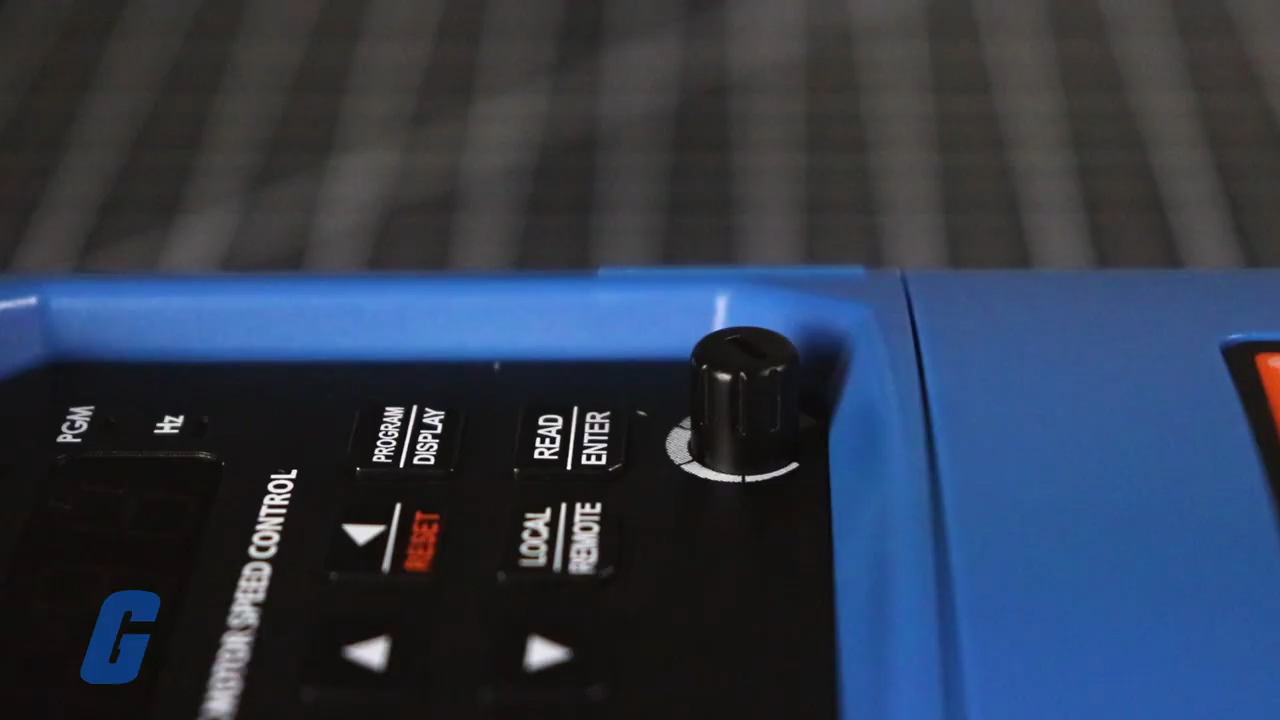 PGM
Hz
PROGRAM
DISPLAY
READ
ENTER
RESET
LOCAL
REMOTE
MOTOR SPEED CONTROL
G